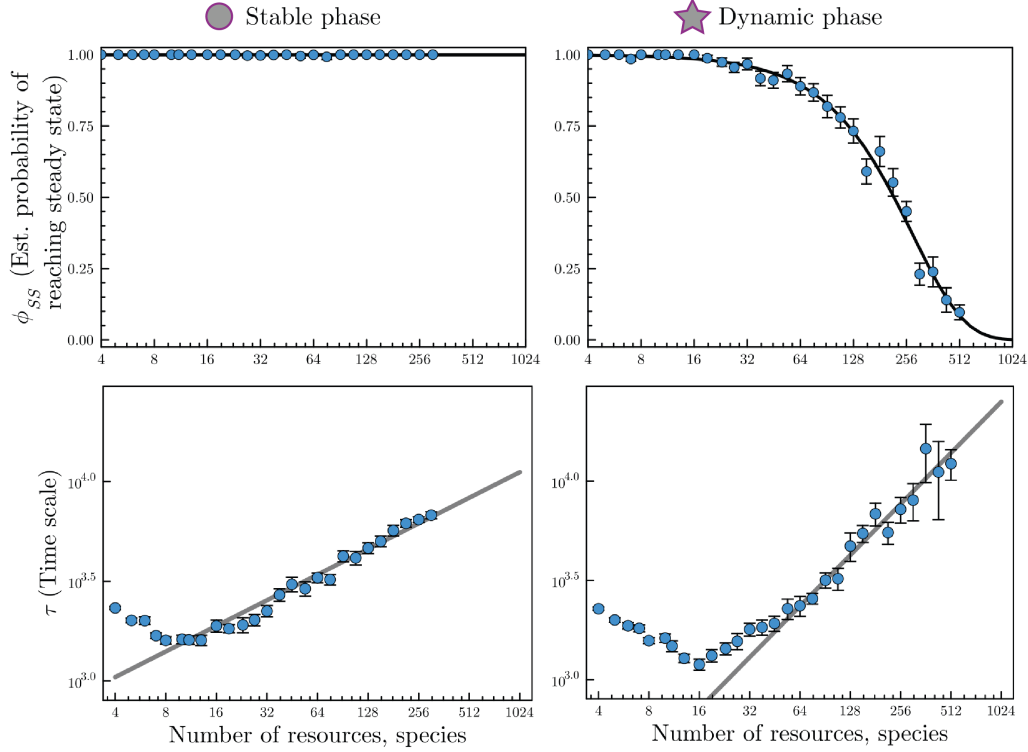 Stable phase
Dynamic phase
ϕSS (Est. probability of
reaching steady state)
1.00
0.75
0.50
0.25
0.00
4 8 16 32 64 128 256 512 1024
1.00
0.75
0.50
0.25
0.00
4 8 16 32 64 128 256 512 1024
τ (Time scale)
10^4.0
10^3.5
10^3.0
4 8 16 32 64 128 256 512 1024
Number of resources, species
10^4.0
10^3.5
10^3.0
4 8 16 32 64 128 256 512 1024
Number of resources, species